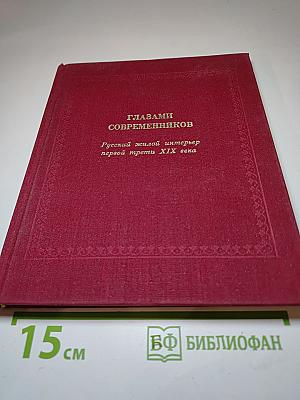 ГЛАЗАМИ
СОВРЕМЕННИКОВ
Русский жилой интерьер
первой трети XIX века
15 см
БФ БИБЛИОФАН